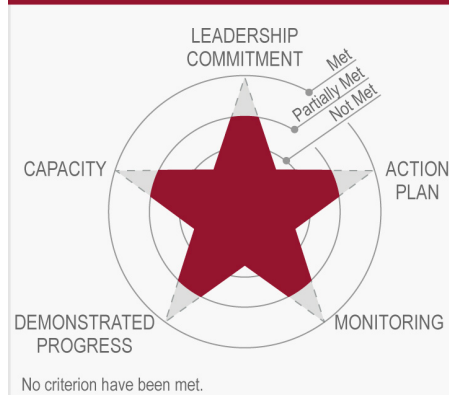 LEADERSHIP
COMMITMENT
Met
Partially Met
Not Met
CAPACITY
ACTION
PLAN
DEMONSTRATED
PROGRESS
MONITORING
No criterion have been met.